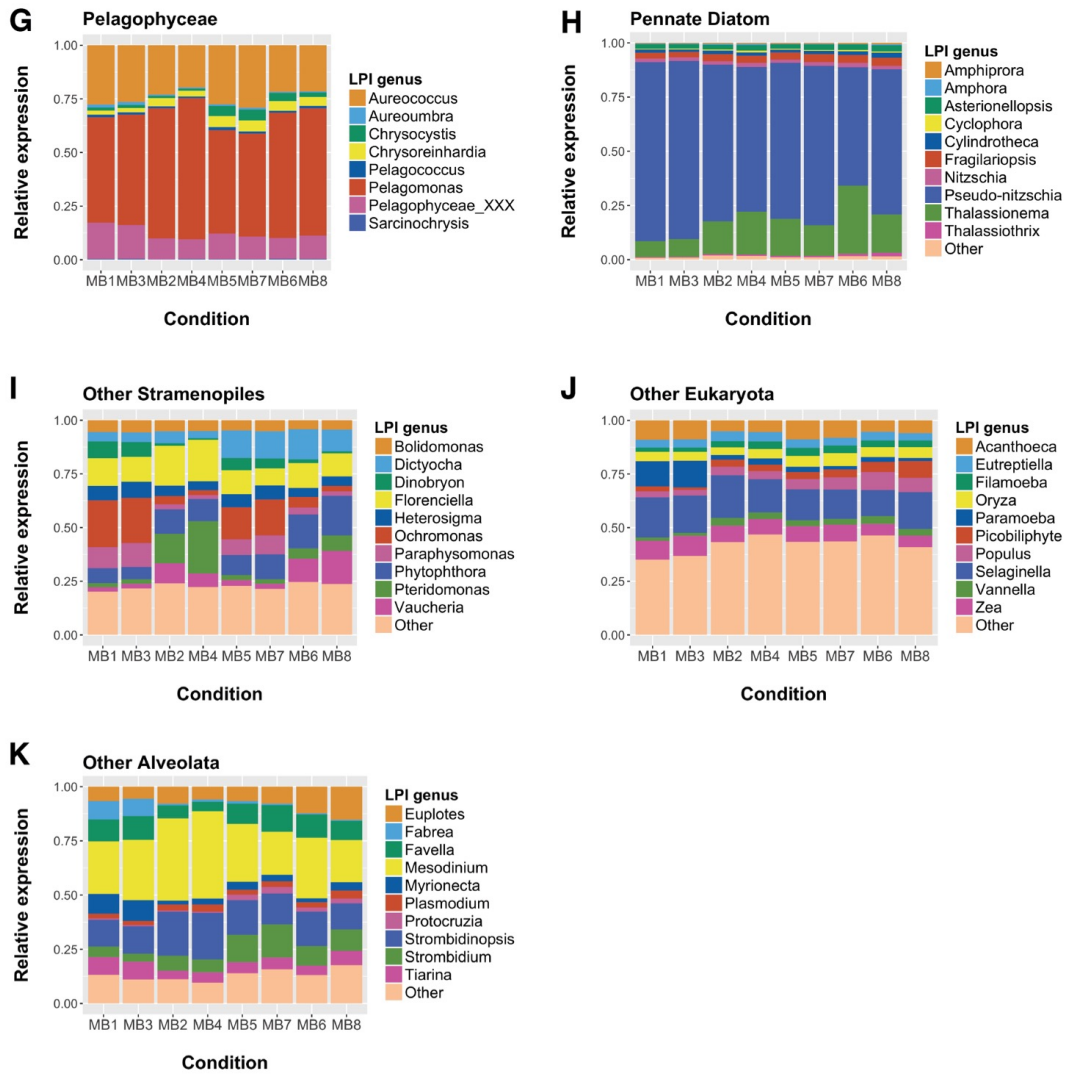 G
Pelagophyceae
Relative expression
1.00
0.75
0.50
0.25
0.00
MB1 MB3 MB2 MB4 MB5 MB7 MB6 MB8
Condition
LPI genus
Aureococcus
Aureoumbra
Chrysocystis
Chrysoreinhardia
Pelagococcus
Pelagomonas
Pelagophyceae_XXX
Sarcinochrysis
H
Pennate Diatom
Relative expression
1.00
0.75
0.50
0.25
0.00
MB1 MB3 MB2 MB4 MB5 MB7 MB6 MB8
Condition
LPI genus
Amphiprora
Amphora
Asterionellopsis
Cyclophora
Cylindrotheca
Fragilariopsis
Nitzschia
Pseudo-nitzschia
Thalassionema
Thalassiothrix
Other
I
Other Stramenopiles
Relative expression
1.00
0.75
0.50
0.25
0.00
MB1 MB3 MB2 MB4 MB5 MB7 MB6 MB8
Condition
LPI genus
Bolidomonas
Dictyocha
Dinobryon
Florenciella
Heterosigma
Ochromonas
Paraphysomonas
Phytophthora
Pteridomonas
Vaucheria
Other
J
Other Eukaryota
Relative expression
1.00
0.75
0.50
0.25
0.00
MB1 MB3 MB2 MB4 MB5 MB7 MB6 MB8
Condition
LPI genus
Acanthoeca
Eutreptiella
Filamoeba
Oryza
Paramoeba
Picobiliphyte
Populus
Selaginella
Vannella
Zea
Other
K
Other Alveolata
Relative expression
1.00
0.75
0.50
0.25
0.00
MB1 MB3 MB2 MB4 MB5 MB7 MB6 MB8
Condition
LPI genus
Euplotes
Fabrea
Favella
Mesodinium
Myrionecta
Plasmodium
Protocruzia
Strombidinopsis
Strombidium
Tiarina
Other